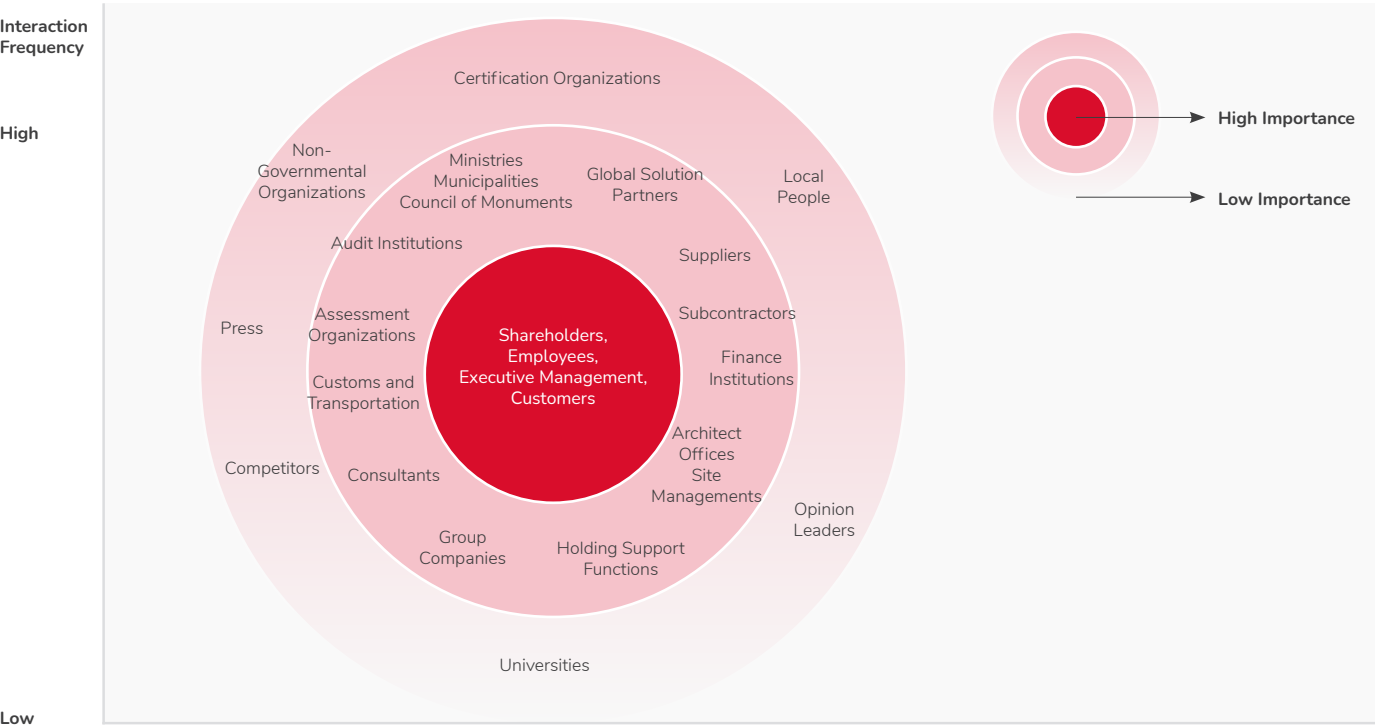 Interaction
Frequency
High
Low
Certification Organizations
Non-
Governmental
Organizations
Ministries
Municipalities
Council of Monuments
Global Solution
Partners
Local
People
Audit Institutions
Suppliers
Press
Assessment
Organizations
Subcontractors
Shareholders,
Employees,
Executive Management,
Customers
Finance
Institutions
Customs and
Transportation
Architect
Offices
Site
Managements
Competitors
Consultants
Opinion
Leaders
Group
Companies
Holding Support
Functions
Universities
High Importance
Low Importance